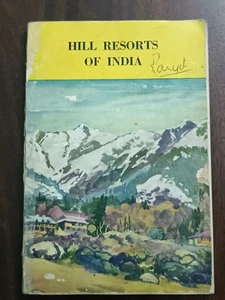 HILL RESORTS
OF INDIA